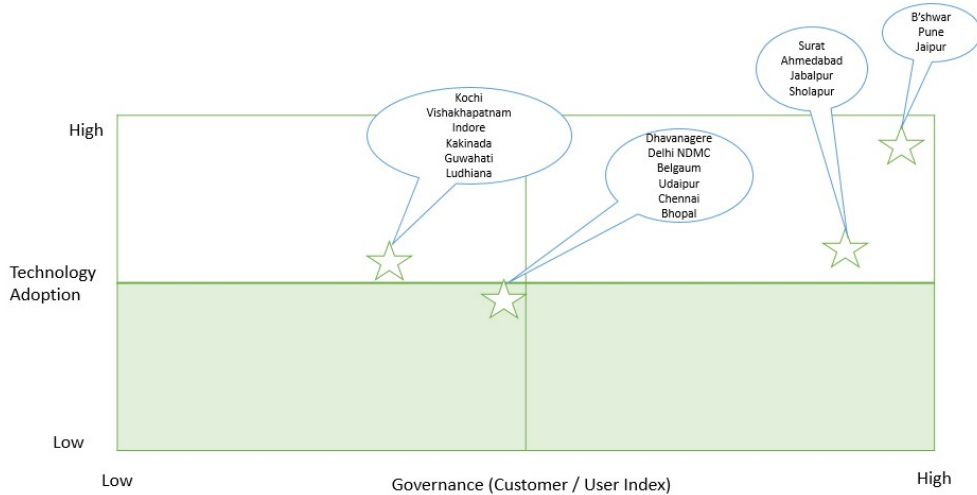 B'shwar
Pune
Jaipur
Surat
Ahmedabad
Jabalpur
Sholapur
Kochi
Vishakhapatnam
Indore
Kakinada
Guwahati
Ludhiana
Dhavanagere
Delhi NDMC
Belgaum
Udaipur
Chennai
Bhopal
High
Technology
Adoption
Low
Low
Governance (Customer / User Index)
High